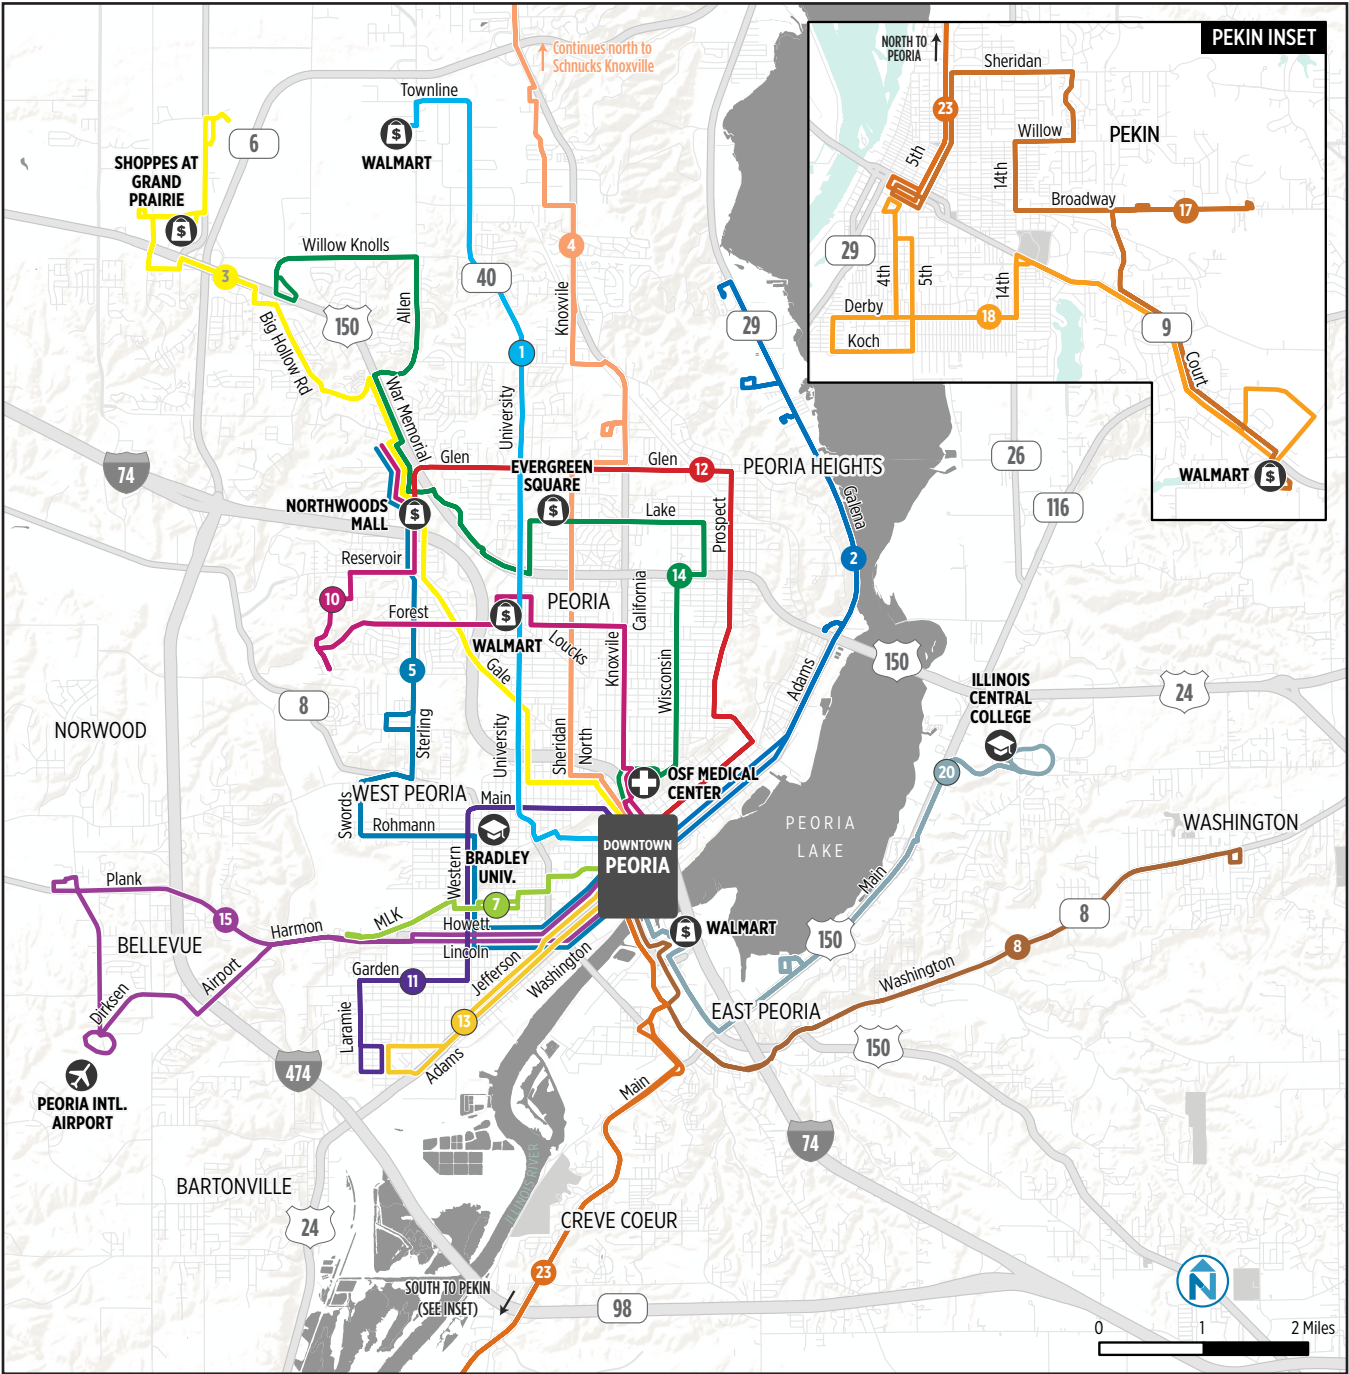 Continues north to
Schnucks Knoxville
NORTH TO
PEORIA
PEKIN INSET
Sheridan
23
Willow
PEKIN
5th
14th
Broadway
17
29
4th
5th
14th
Derby
18
Koch
9
Court
WALMART
Townline
6
WALMART
SHOPPES AT
GRAND
PRAIRIE
Willow Knolls
3
40
4
150
Allen
Knoxvile
29
Big Hollow Rd
1
War Memorial
University
26
Glen
EVERGREEN
SQUARE
Glen
12
PEORIA HEIGHTS
74
NORTHWOODS
MALL
116
Galena
Lake
Prospect
Reservoir
2
14
10
Forest
PEORIA
California
WALMART
Loucks
Knoxville
5
Gale
Wisconsin
Adams
150
ILLINOIS
CENTRAL
COLLEGE
24
8
NORWOOD
Sterling
University
Sheridan
North
OSF MEDICAL
CENTER
20
WEST PEORIA
Main
Swords
Rohmann
PEORIA
LAKE
WASHINGTON
BRADLEY
UNIV.
DOWNTOWN
PEORIA
Western
Main
Plank
7
15
MLK
Harmon
Howett
WALMART
8
BELLEVUE
Lincoln
150
8
Airport
Garden
11
Jefferson
Washington
Washington
Dirksen
Laramie
13
EAST PEORIA
150
Adams
474
Main
PEORIA INTL.
AIRPORT
74
BARTONVILLE
ILLINOIS RIVER
24
CREVE COEUR
23
SOUTH TO PEKIN
(SEE INSET)
98
N
0 1 2 Miles